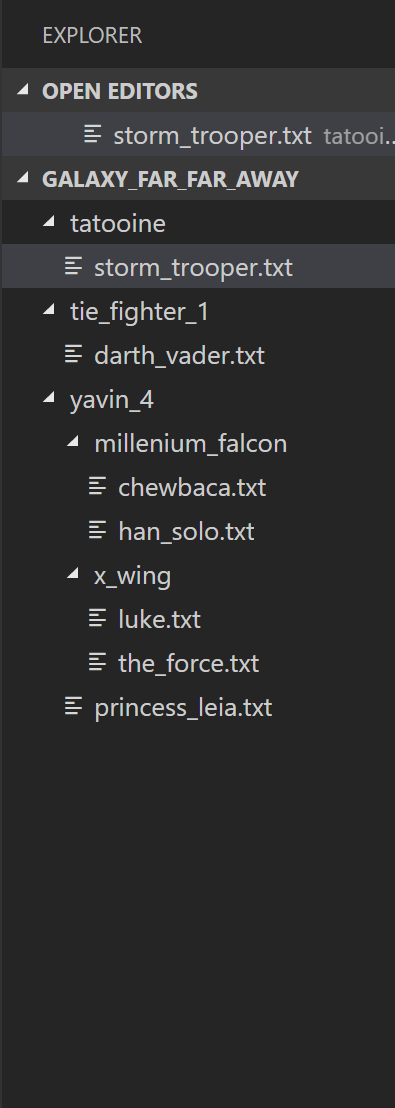 EXPLORER
OPEN EDITORS
storm_trooper.txt tatooi...
GALAXY_FAR_FAR_AWAY
tatooine
storm_trooper.txt
tie_fighter_1
darth_vader.txt
yavin_4
millenium_falcon
chewbaca.txt
han_solo.txt
x_wing
luke.txt
the_force.txt
princess_leia.txt